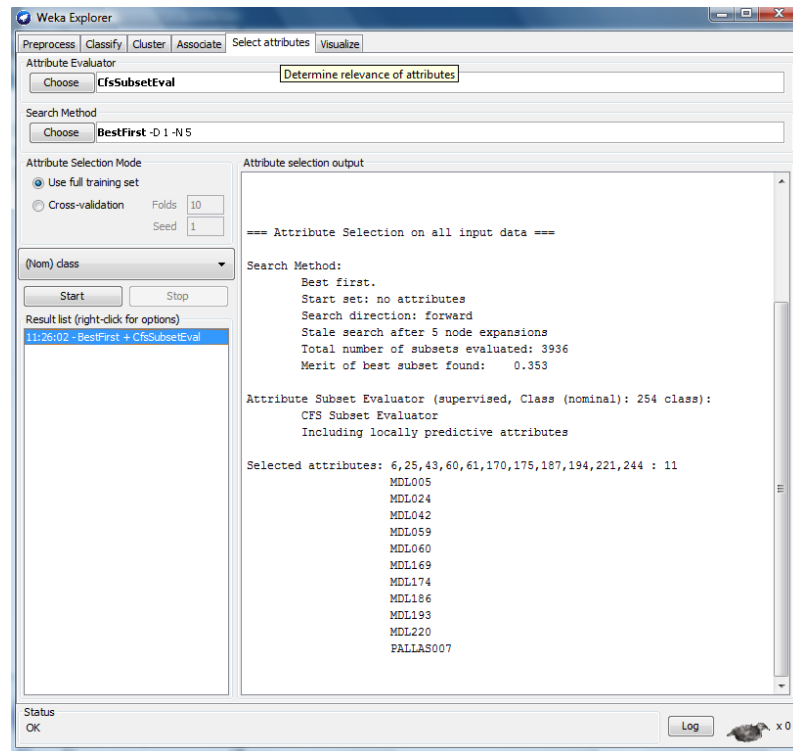 Weka Explorer
Preprocess Classify Cluster Associate Select attributes Visualize
Attribute Evaluator
Determine relevance of attributes
Choose CfsSubsetEval
Search Method
Choose BestFirst -D 1 -N 5
Attribute Selection Mode
Use full training set
Cross-validation Folds 10
Seed 1
(Nom) class
Start Stop
Result list (right-click for options)
11:26:02 - BestFirst + CfsSubsetEval
Attribute selection output
=== Attribute Selection on all input data ===
Search Method:
Best first.
Start set: no attributes
Search direction: forward
Stale search after 5 node expansions
Total number of subsets evaluated: 3936
Merit of best subset found: 0.353
Attribute Subset Evaluator (supervised, Class (nominal): 254 class):
CFS Subset Evaluator
Including locally predictive attributes
Selected attributes: 6,25,43,60,61,170,175,187,194,221,244 : 11
MDL005
MDL024
MDL042
MDL059
MDL060
MDL169
MDL174
MDL186
MDL193
MDL220
PALLAS007
Status
OK
Log x 0